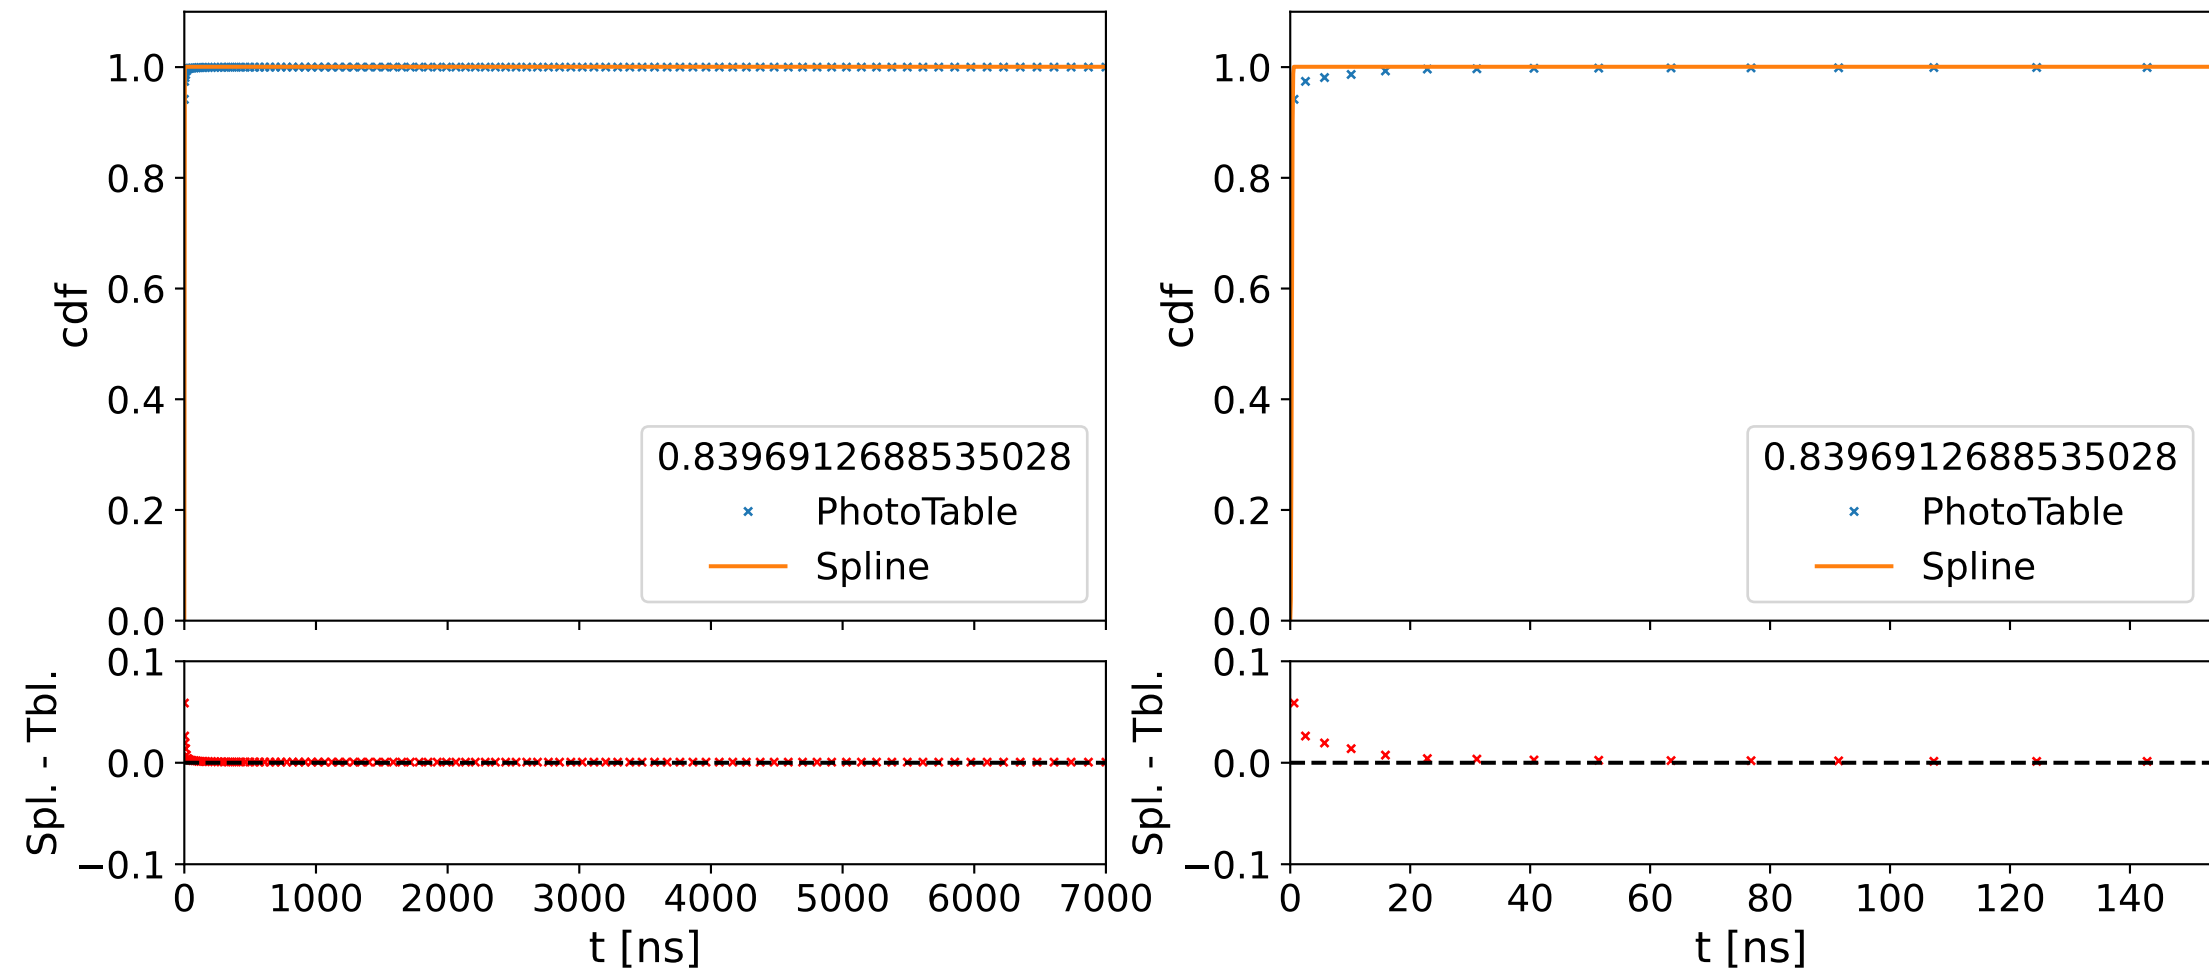 cdf
1.0
0.8
0.6
0.4
0.2
0.0
0.8396912688535028
PhotoTable
Spline
Spl. - Tbl.
0.1
0.0
−0.1
0 1000 2000 3000 4000 5000 6000 7000
t [ns]
cdf
1.0
0.8
0.6
0.4
0.2
0.0
0.8396912688535028
PhotoTable
Spline
Spl. - Tbl.
0.1
0.0
−0.1
0 20 40 60 80 100 120 140
t [ns]